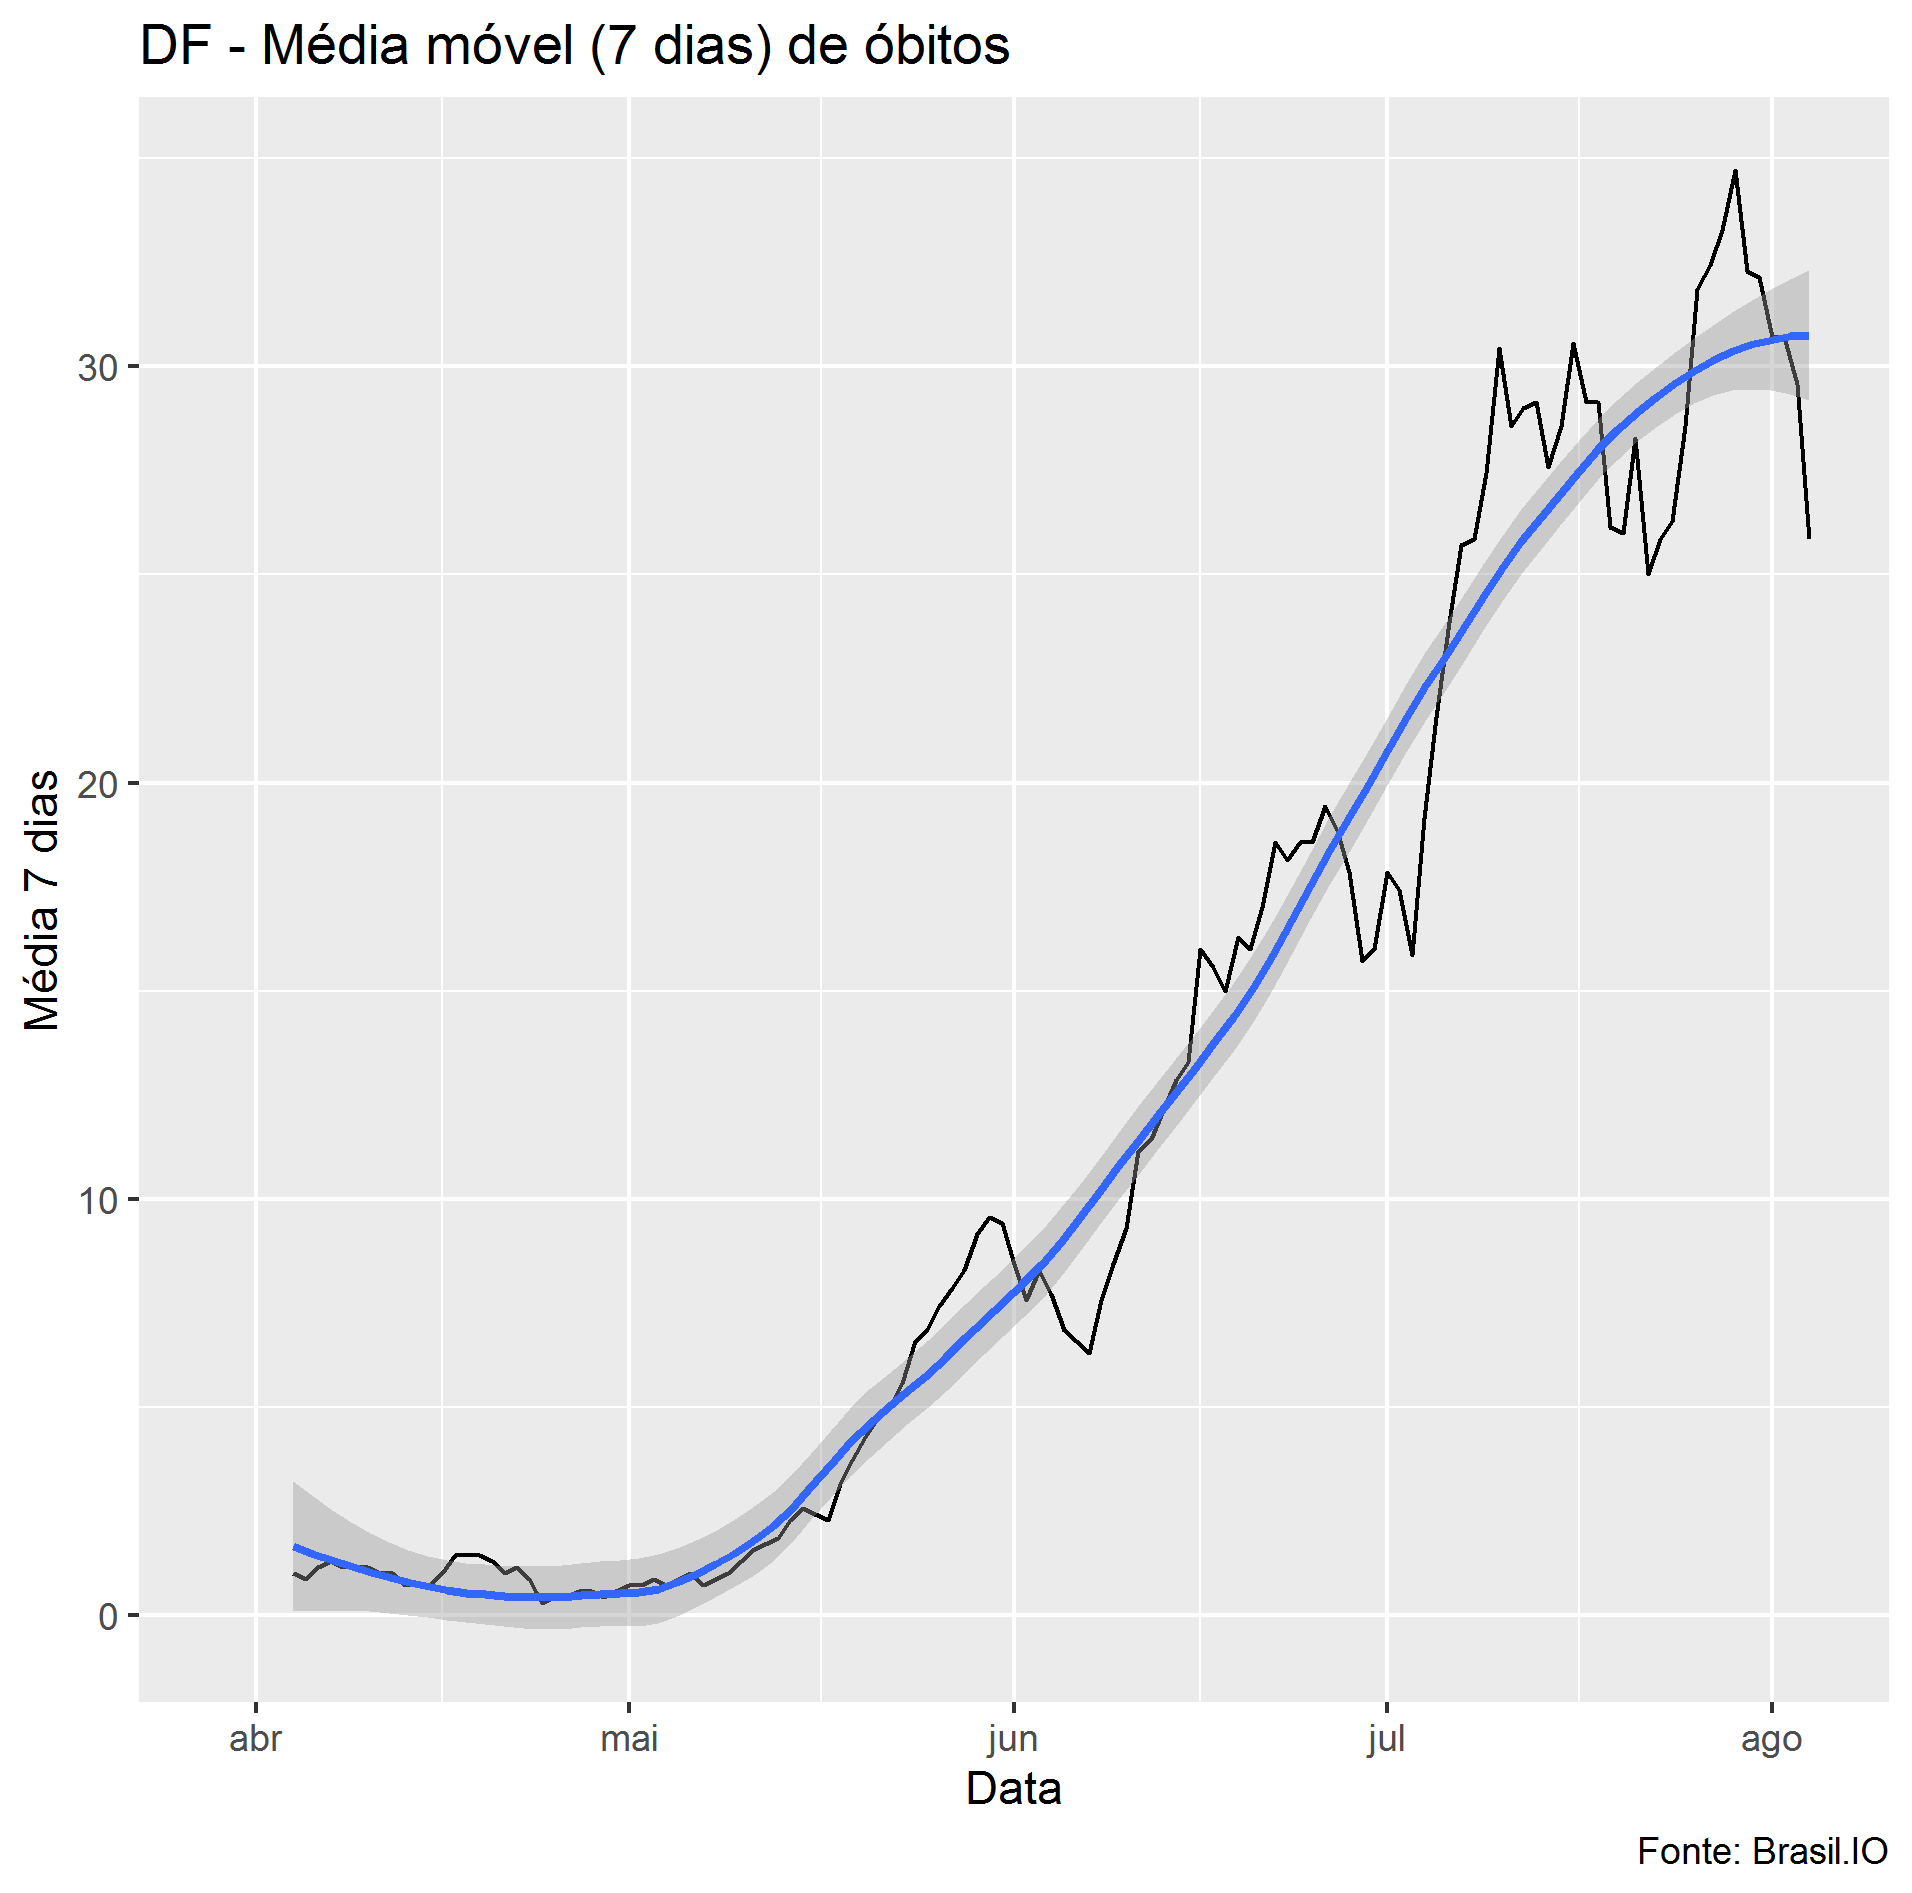 DF - Média móvel (7 dias) de óbitos
Média 7 dias
30
20
10
0
abr mai jun jul ago
Data
Fonte: Brasil.IO